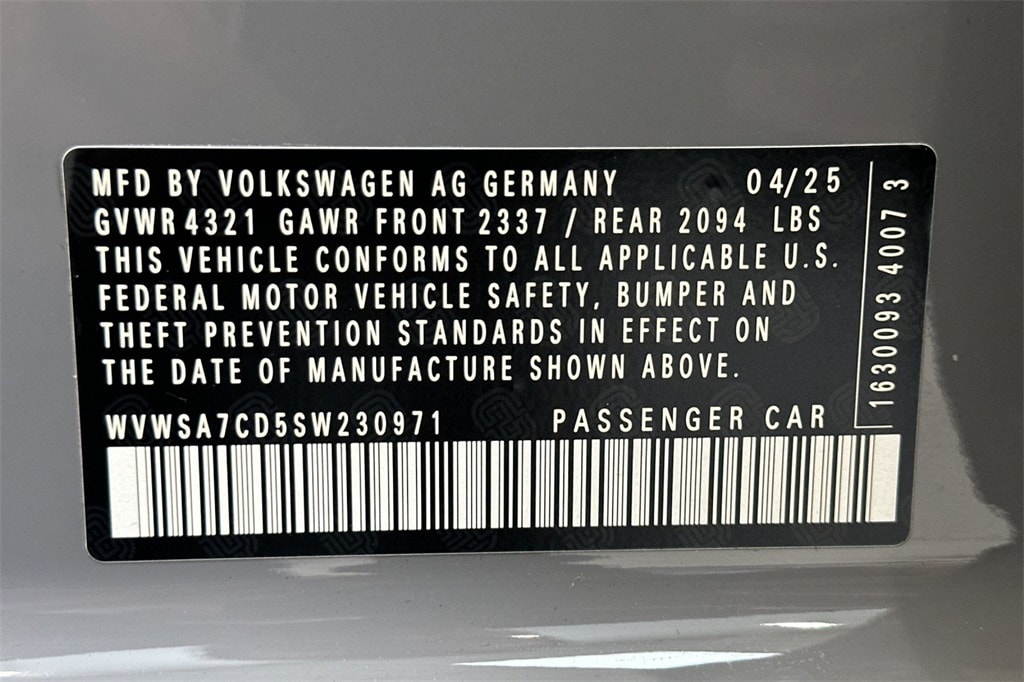 MFD BY VOLKSWAGEN AG GERMANY 04/25
GVWR 4321 GAWR FRONT 2337 / REAR 2094 LBS
THIS VEHICLE CONFORMS TO ALL APPLICABLE U.S.
FEDERAL MOTOR VEHICLE SAFETY, BUMPER AND
THEFT PREVENTION STANDARDS IN EFFECT ON
THE DATE OF MANUFACTURE SHOWN ABOVE.
WVWSA7CD5SW230971 PASSENGER CAR
1630093 4007 3